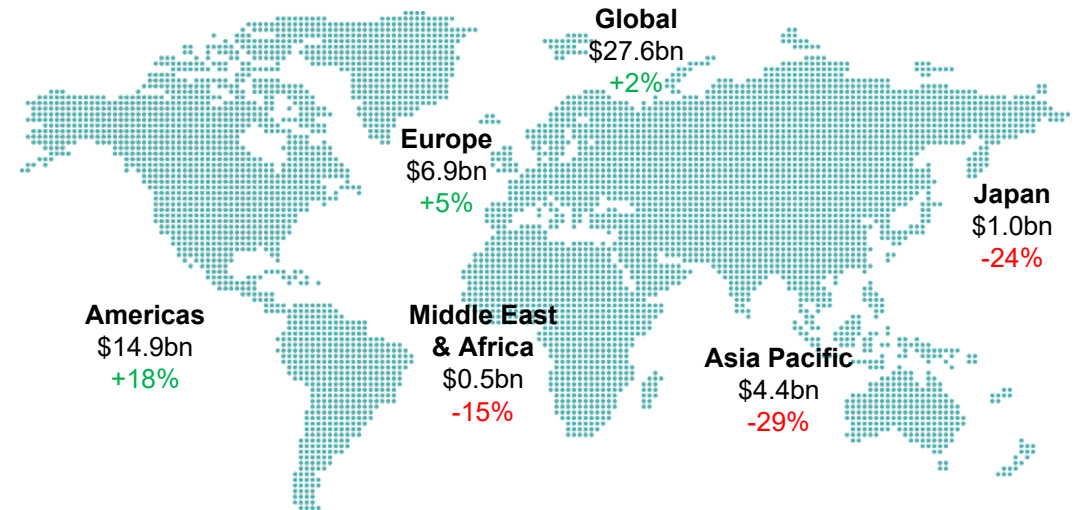 Global
$27.6bn
+2%
Europe
$6.9bn
+5%
Japan
$1.0bn
-24%
Americas
$14.9bn
+18%
Middle East
& Africa
$0.5bn
-15%
Asia Pacific
$4.4bn
-29%